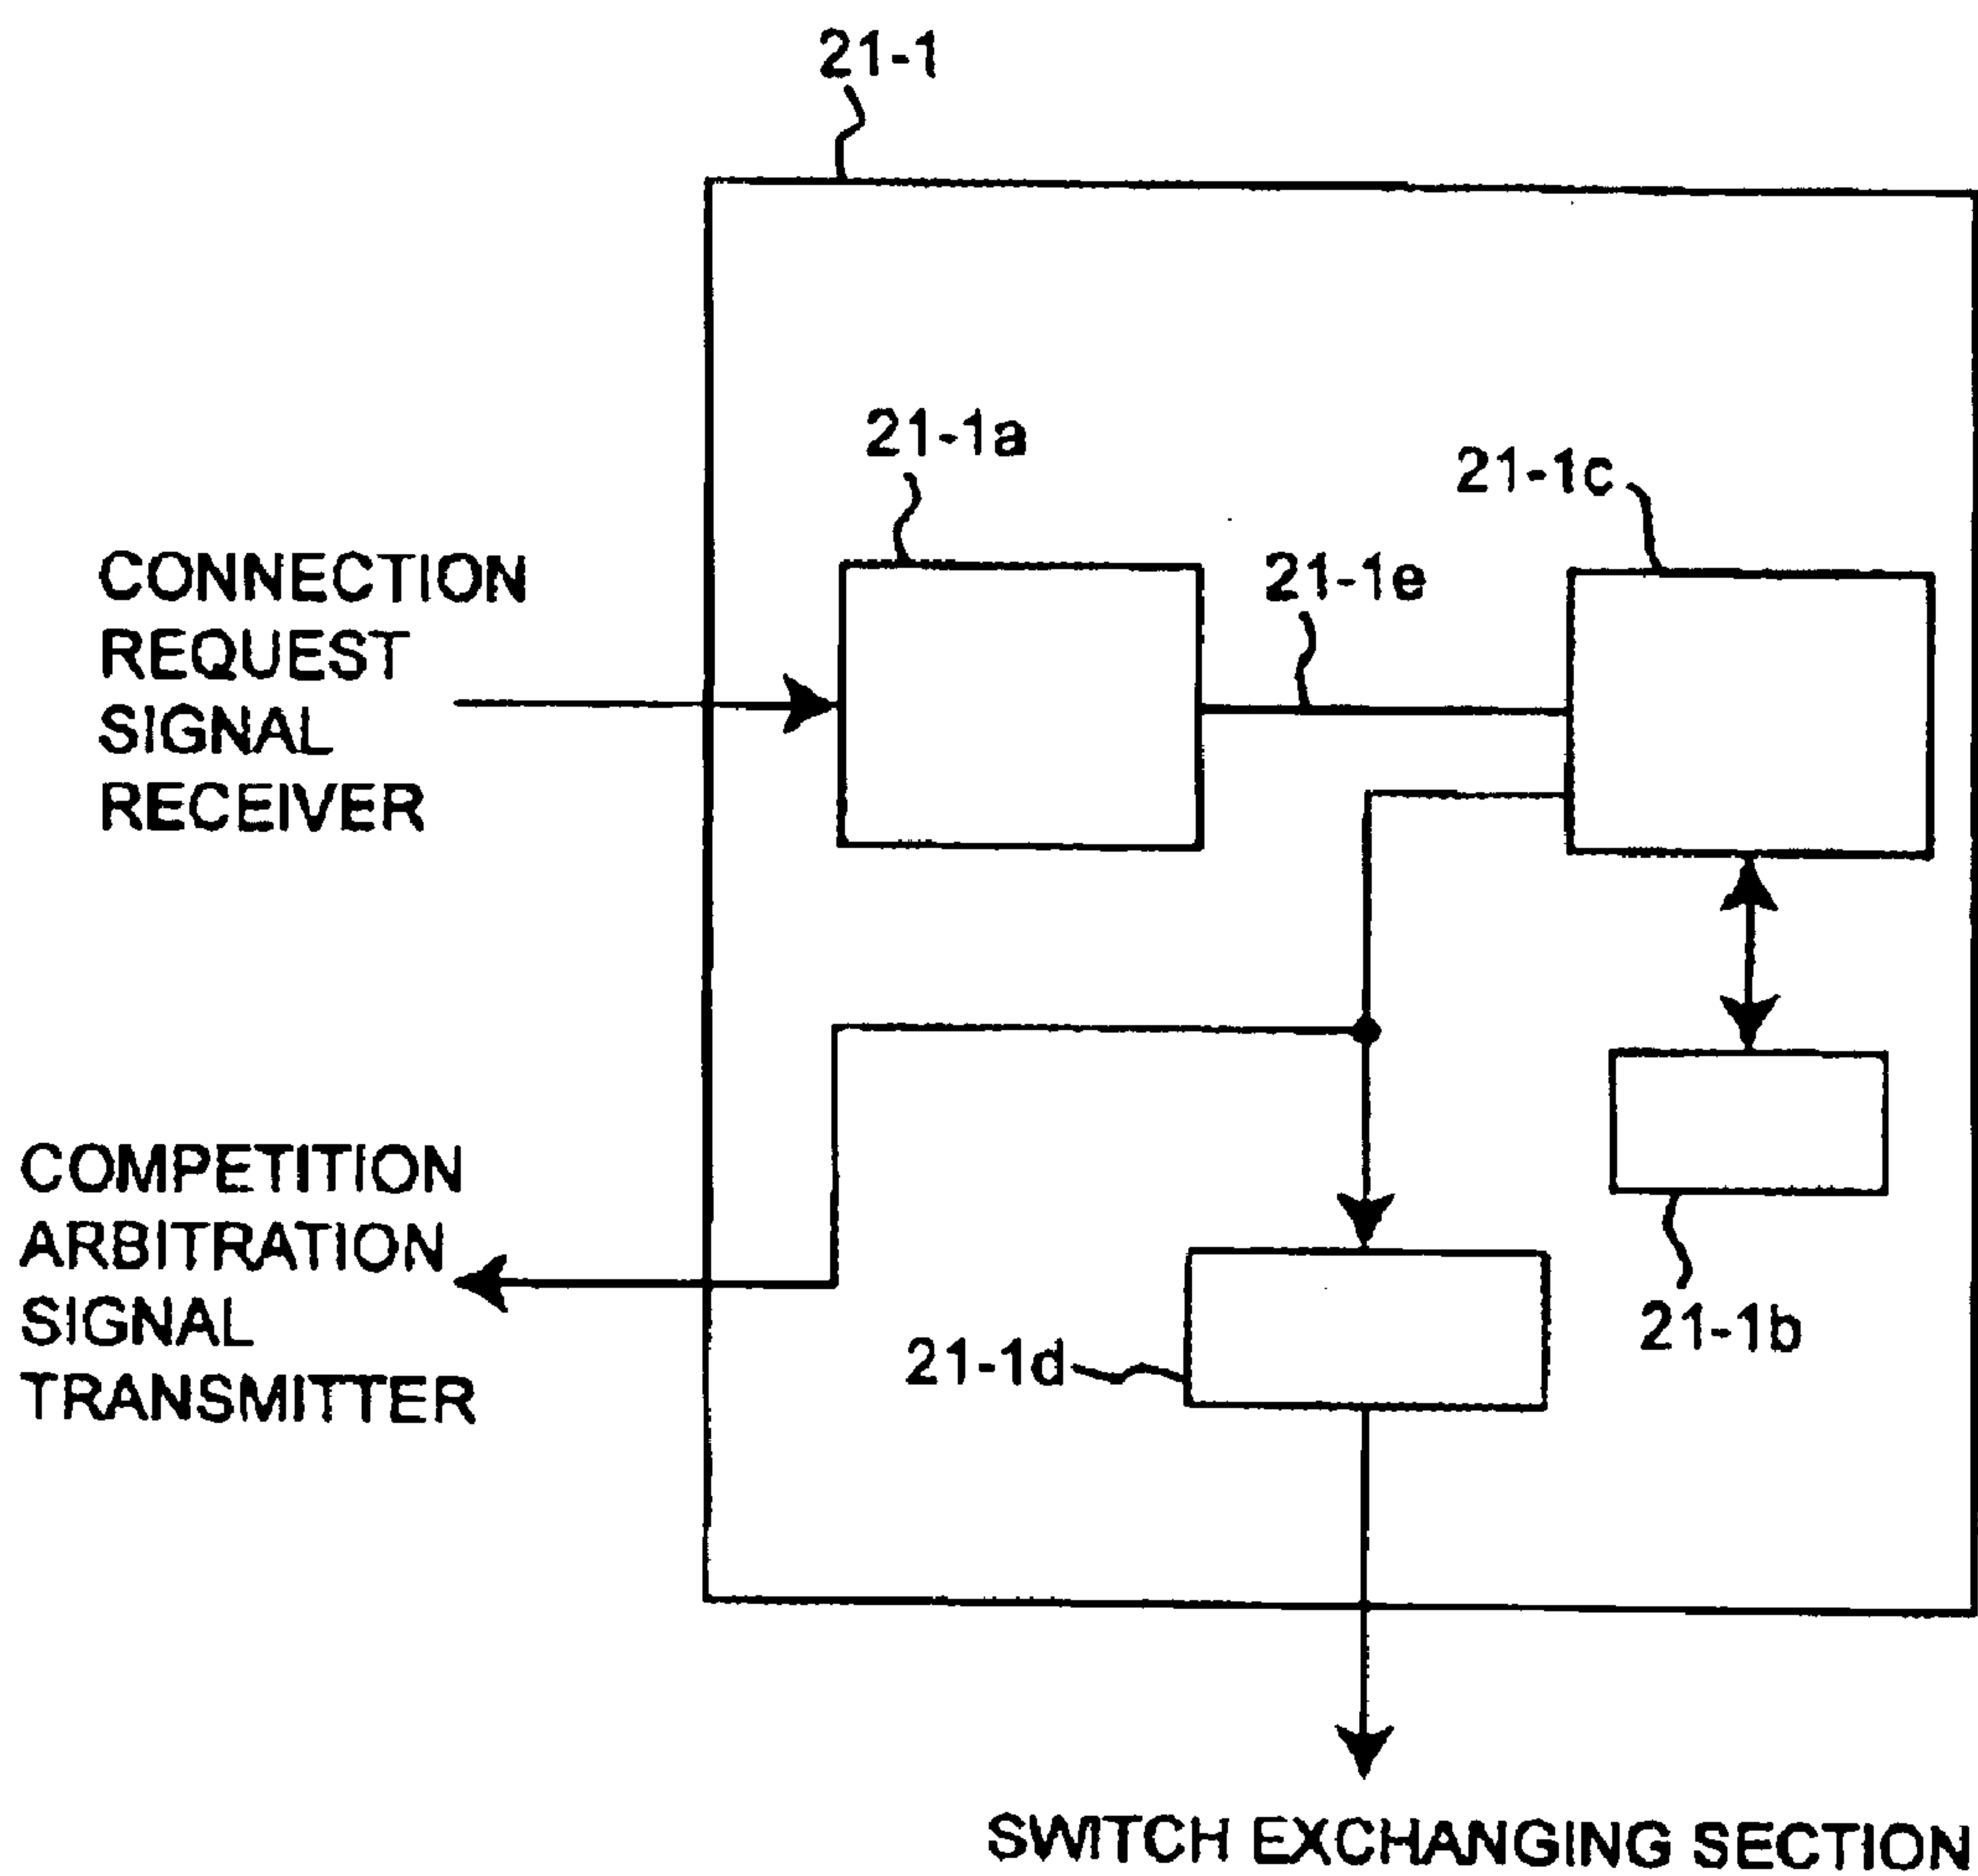 21-1
21-1a
21-1c
21-1e
CONNECTION
REQUEST
SIGNAL
RECEIVER
COMPETITION
ARBITRATION
SIGNAL
TRANSMITTER
21-1b
21-1d
SWITCH EXCHANGING SECTION